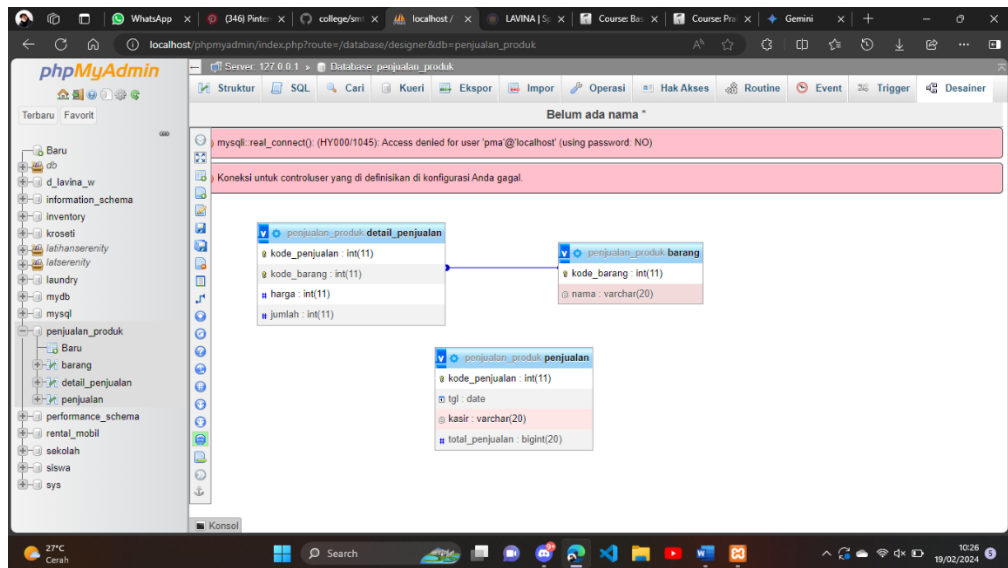 WhatsApp
(346) Pinter
college/sm
localhost /
LAVINA | S
Course: Ba
Course: Pra
Gemini
localhost/phpmyadmin/index.php?route=/database/designer&db=penjualan_produk
phpMyAdmin
Terbaru Favorit
Baru
db
d_lavina_w
information_schema
inventory
kroseti
latihanserenity
latserenity
laundry
mydb
mysql
penjualan_produk
Baru
barang
detail_penjualan
penjualan
performance_schema
rental_mobil
sekolah
siswa
sys
Server: 127.0.0.1 » Database: penjualan_produk
Struktur SQL Cari Kueri Ekspor Impor Operasi Hak Akses Routine Event Trigger Desainer
Belum ada nama *
mysqli::real_connect(): (HY000/1045): Access denied for user 'pma'@'localhost' (using password: NO)
Koneksi untuk controluser yang di definisikan di konfigurasi Anda gagal.
penjualan_produk detail_penjualan
kode_penjualan : int(11)
kode_barang : int(11)
harga : int(11)
jumlah : int(11)
penjualan_produk barang
kode_barang : int(11)
nama : varchar(20)
penjualan_produk penjualan
kode_penjualan : int(11)
tgl : date
kasir : varchar(20)
total_penjualan : bigint(20)
Konsol
27°C
Cerah
Search
10:26
19/02/2024
5